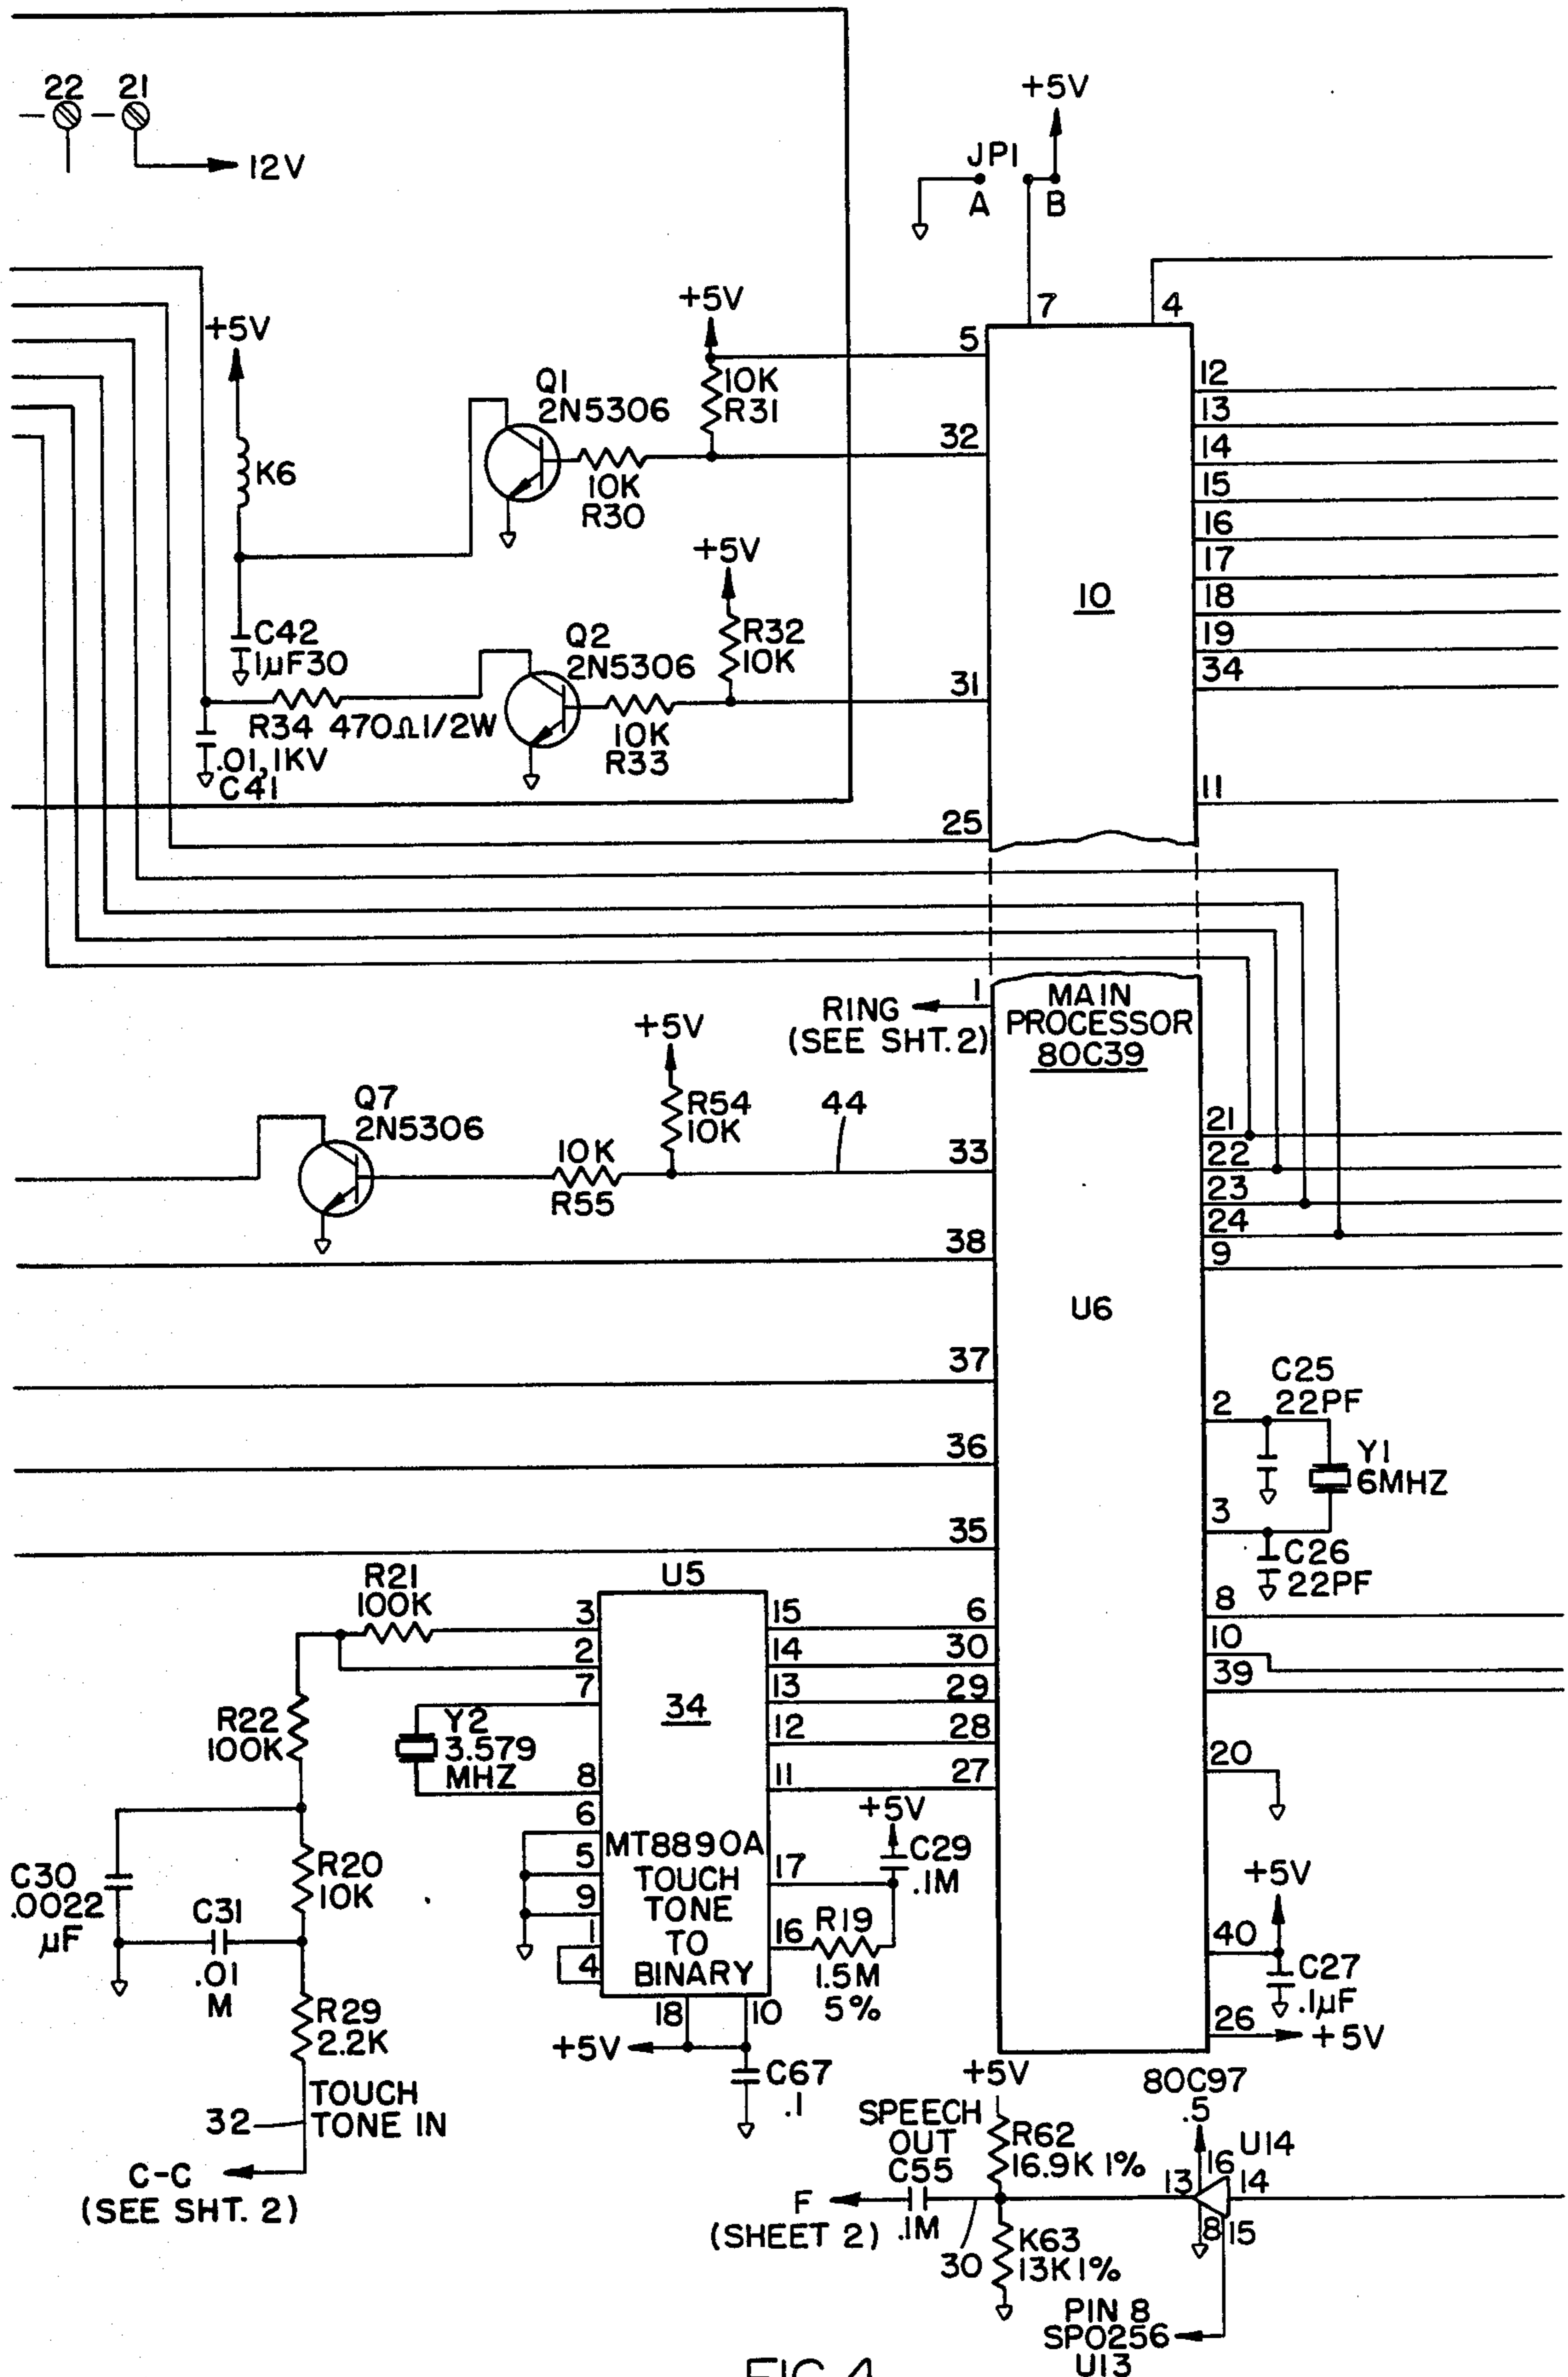 22 21
12V
+5V
JP1
A B
7 4
+5V
K6
C42
1µF30
Q1
2N5306
10K
R30
+5V
10K
R31
5
32
Q2
2N5306
+5V
R32
10K
10K
R33
31
R34 470Ω1/2W
.01,1KV
C41
25
10
12
13
14
15
16
17
18
19
34
11
1
RING
(SEE SHT. 2)
MAIN
PROCESSOR
80C39
Q7
2N5306
+5V
R54
10K
44
10K
R55
33
38
37
36
35
U6
21
22
23
24
9
C25
22PF
2
Y1
6MHZ
3
C26
22PF
8
10
39
20
R21
100K
U5
3
2
7
8
6
5
9
1
4
34
MT8890A
TOUCH
TONE
TO
BINARY
15
14
13
12
11
17
16
18 10
6
30
29
28
27
R22
100K
Y2
3.579
MHZ
+5V
C29
.1M
R19
1.5M
5%
C30
.0022
µF
R20
10K
C31
.01
M
R29
2.2K
+5V
C67
.1
TOUCH
TONE IN
32
C-C
(SEE SHT. 2)
+5V
40
C27
.1µF
26
+5V
+5V
80C97
.5
SPEECH
OUT
C55
.1M
R62
16.9K 1%
16
U14
13
14
8
15
F
(SHEET 2)
30
K63
13K 1%
PIN 8
SPO256
U13
FIG. 4